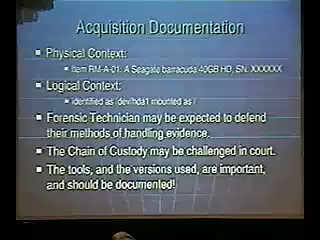 Acquisition Documentation
Physical Context:
Item RM-A-01: A Seagate barracuda 40GB HD, SN: XXXXXX
Logical Context:
identified as /dev/hda1 mounted as /
Forensic Technician may be expected to defend
their methods of handling evidence.
The Chain of Custody may be challenged in court.
The tools, and the versions used, are important,
and should be documented!